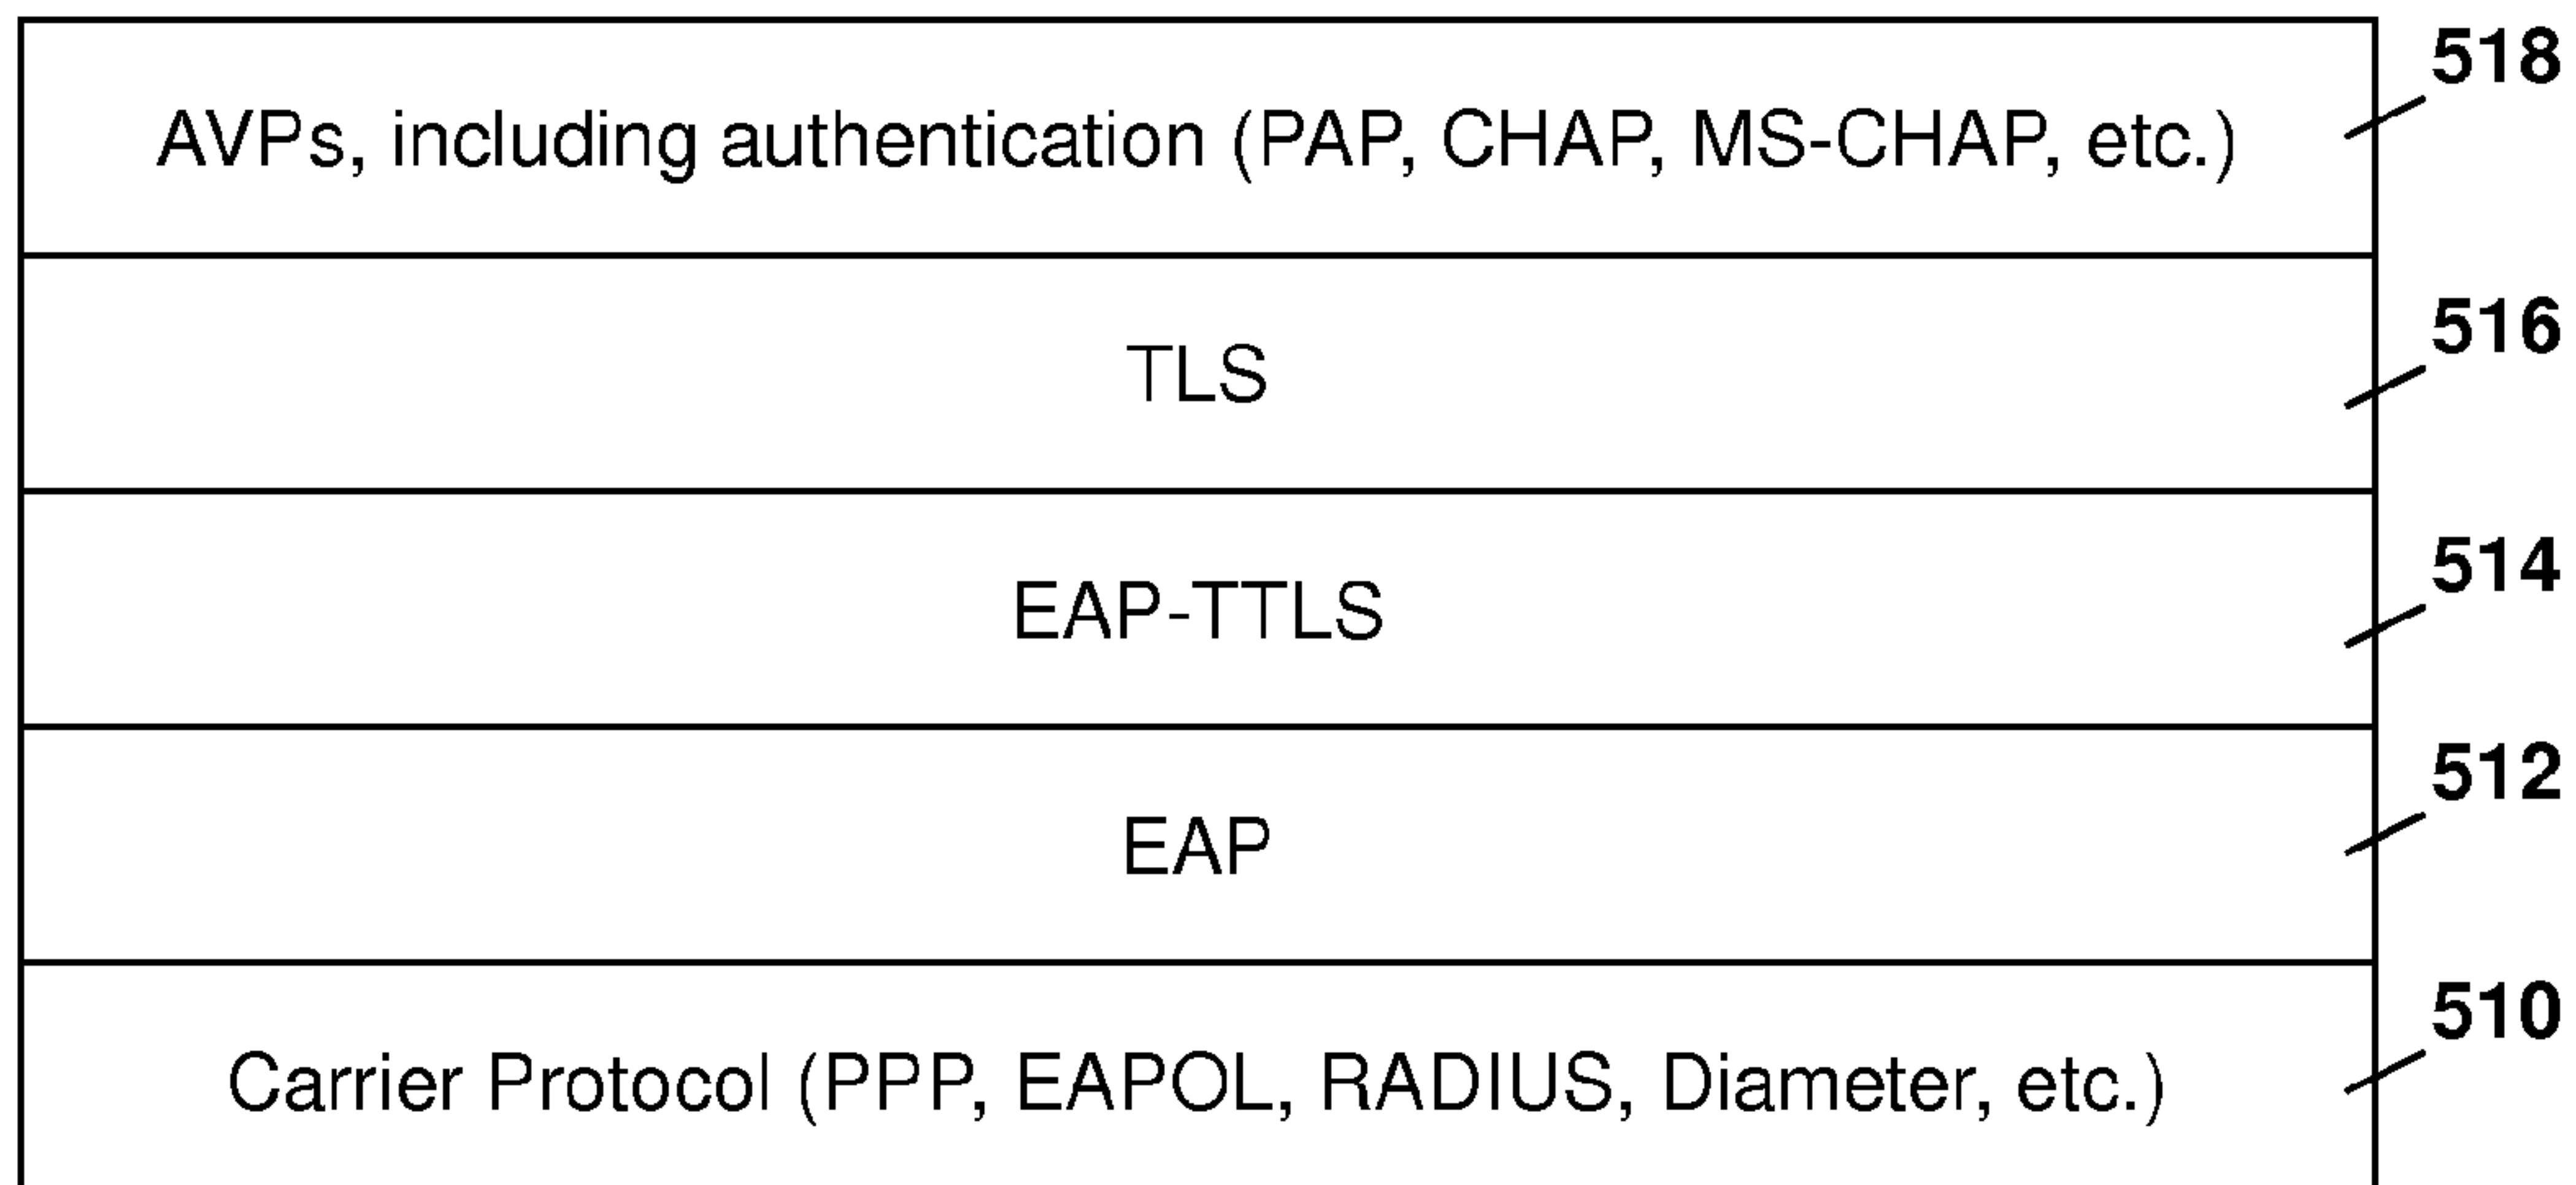 518
AVPs, including authentication (PAP, CHAP, MS-CHAP, etc.)
516
TLS
514
EAP-TTLS
512
EAP
510
Carrier Protocol (PPP, EAPOL, RADIUS, Diameter, etc.)